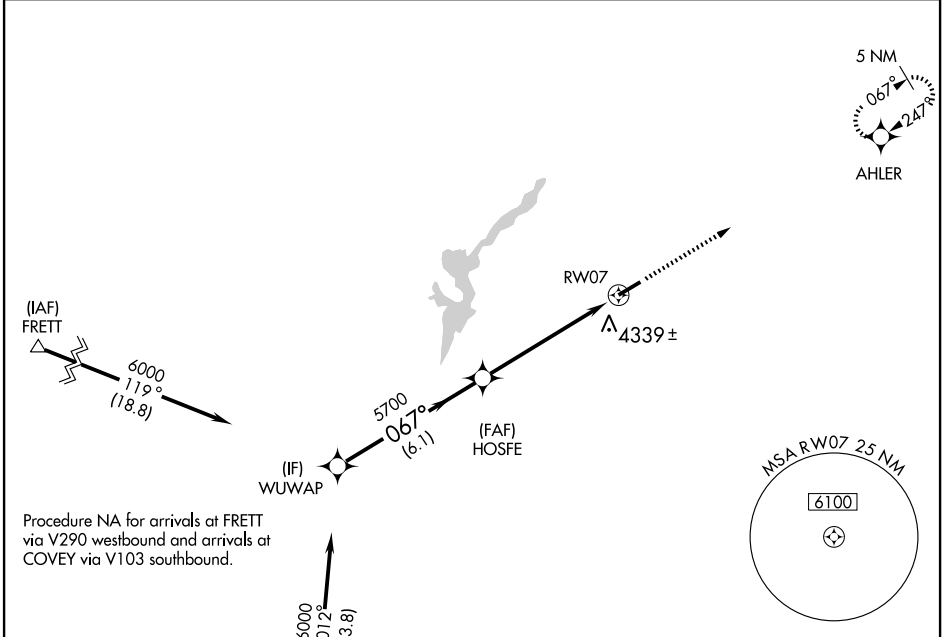 5 NM
067°
247°
AHLER
RW07
4339 ±
(IAF)
FRETT
6000
119°
(18.8)
5700
067°
(6.1)
(FAF)
HOSFE
(IF)
WUWAP
MSA RW07 25 NM
6100
Procedure NA for arrivals at FRETT
via V290 westbound and arrivals at
COVEY via V103 southbound.
6000
012°
3.8)